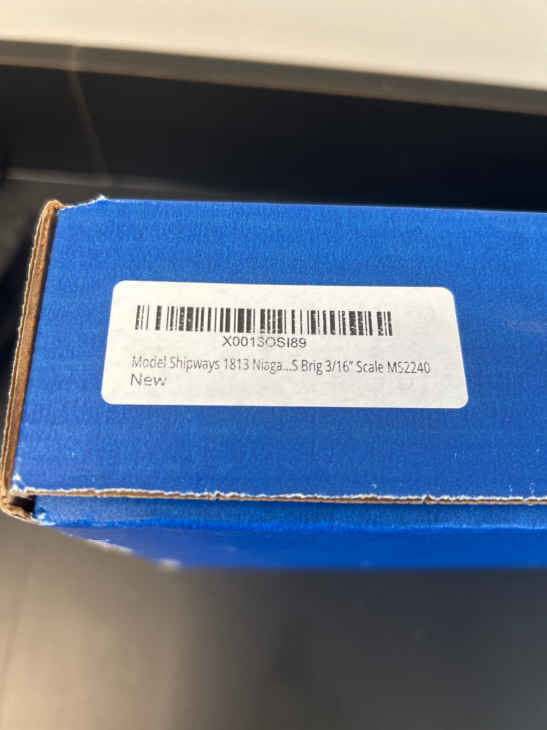 X0013OSI89
Model Shipways 1813 Niaga...S Brig 3/16” Scale MS2240
New